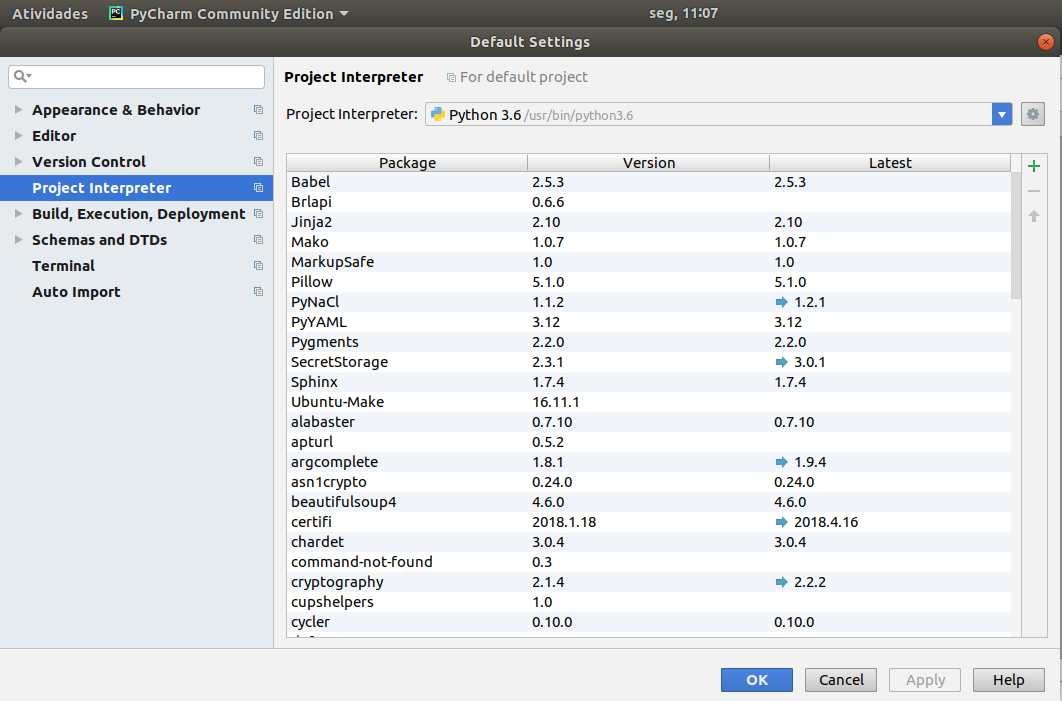 Atividades PyCharm Community Edition seg, 11:07
Default Settings
Appearance & Behavior
Editor
Version Control
Project Interpreter
Build, Execution, Deployment
Schemas and DTDs
Terminal
Auto Import
Project Interpreter For default project
Project Interpreter: Python 3.6 /usr/bin/python3.6
Package Version Latest
Babel 2.5.3 2.5.3
Brlapi 0.6.6
Jinja2 2.10 2.10
Mako 1.0.7 1.0.7
MarkupSafe 1.0 1.0
Pillow 5.1.0 5.1.0
PyNaCl 1.1.2 1.2.1
PyYAML 3.12 3.12
Pygments 2.2.0 2.2.0
SecretStorage 2.3.1 3.0.1
Sphinx 1.7.4 1.7.4
Ubuntu-Make 16.11.1
alabaster 0.7.10 0.7.10
apturl 0.5.2
argcomplete 1.8.1 1.9.4
asn1crypto 0.24.0 0.24.0
beautifulsoup4 4.6.0 4.6.0
certifi 2018.1.18 2018.4.16
chardet 3.0.4 3.0.4
command-not-found 0.3
cryptography 2.1.4 2.2.2
cupshelpers 1.0
cycler 0.10.0 0.10.0
OK Cancel Apply Help